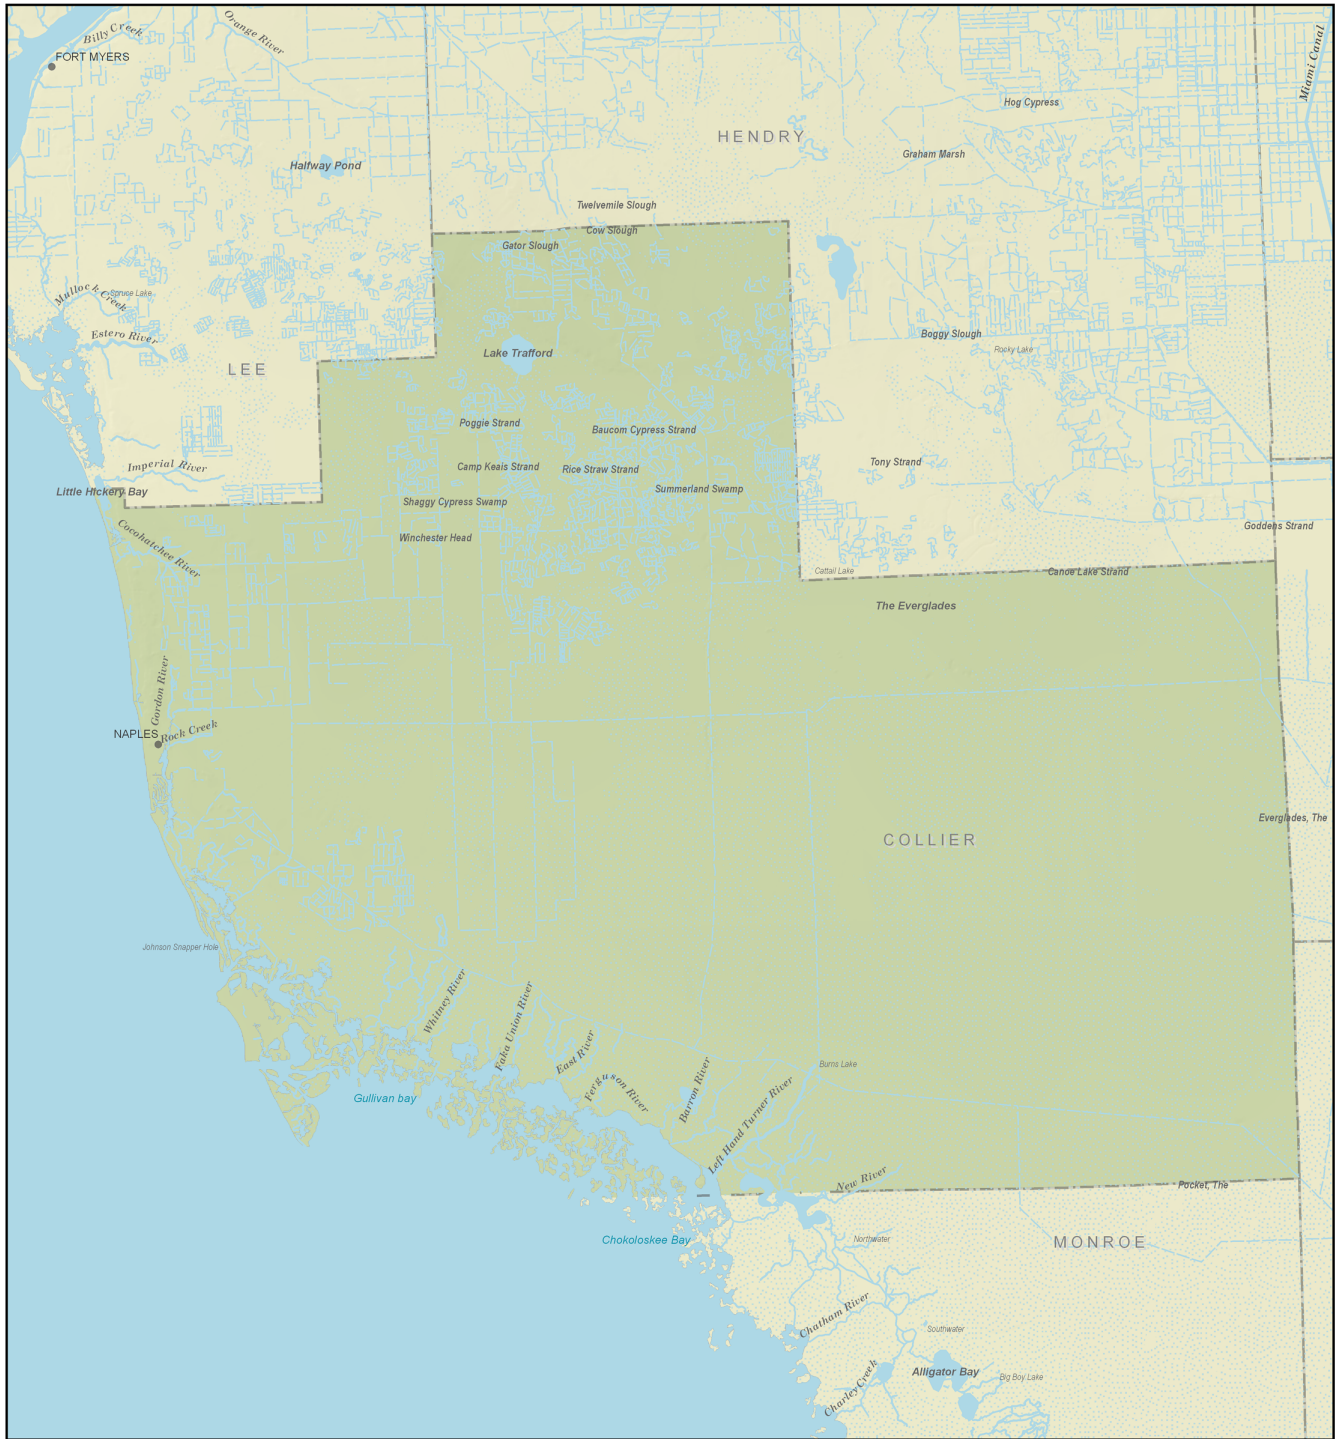 Orange River
Billy Creek
Miami Canal
FORT MYERS
Hog Cypress
HENDRY
Graham Marsh
Halfway Pond
Twelvemile Slough
Cow Slough
Gator Slough
Mullock Creek
Spruce Lake
Estero River
Boggy Slough
Rocky Lake
Lake Trafford
LEE
Poggie Strand
Baucom Cypress Strand
Imperial River
Camp Keais Strand
Rice Straw Strand
Tony Strand
Little Hickery Bay
Summerland Swamp
Shaggy Cypress Swamp
Goddens Strand
Cocohatchee River
Winchester Head
Cattail Lake
Canoe Lake Strand
The Everglades
Gordon River
NAPLES
Rock Creek
Everglades, The
COLLIER
Johnson Snapper Hole
Whitney River
Faka Union River
East River
Ferguson River
Barron River
Left Hand Turner River
Burns Lake
Gullivan bay
New River
Pocket, The
Chokoloskee Bay
Northwater
MONROE
Chatham River
Southwater
Alligator Bay
Big Boy Lake
Charley Creek